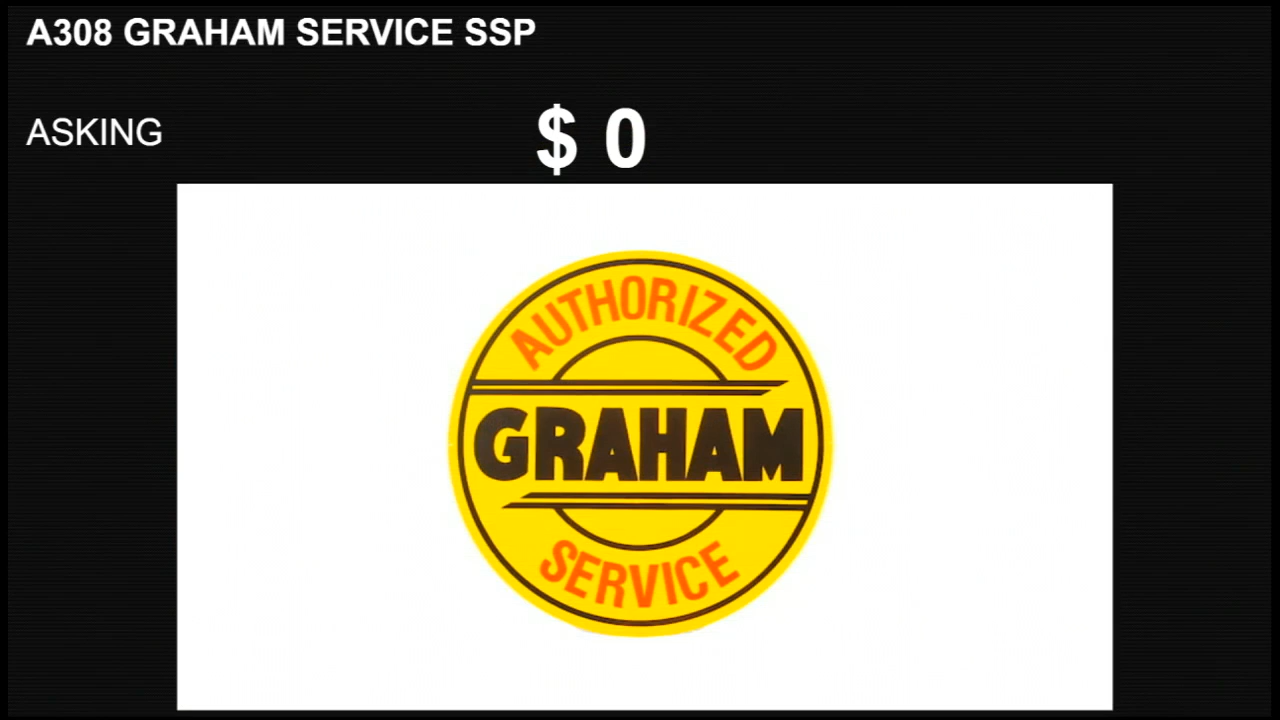 A308 GRAHAM SERVICE SSP
ASKING
$ 0
AUTHORIZED
GRAHAM
SERVICE